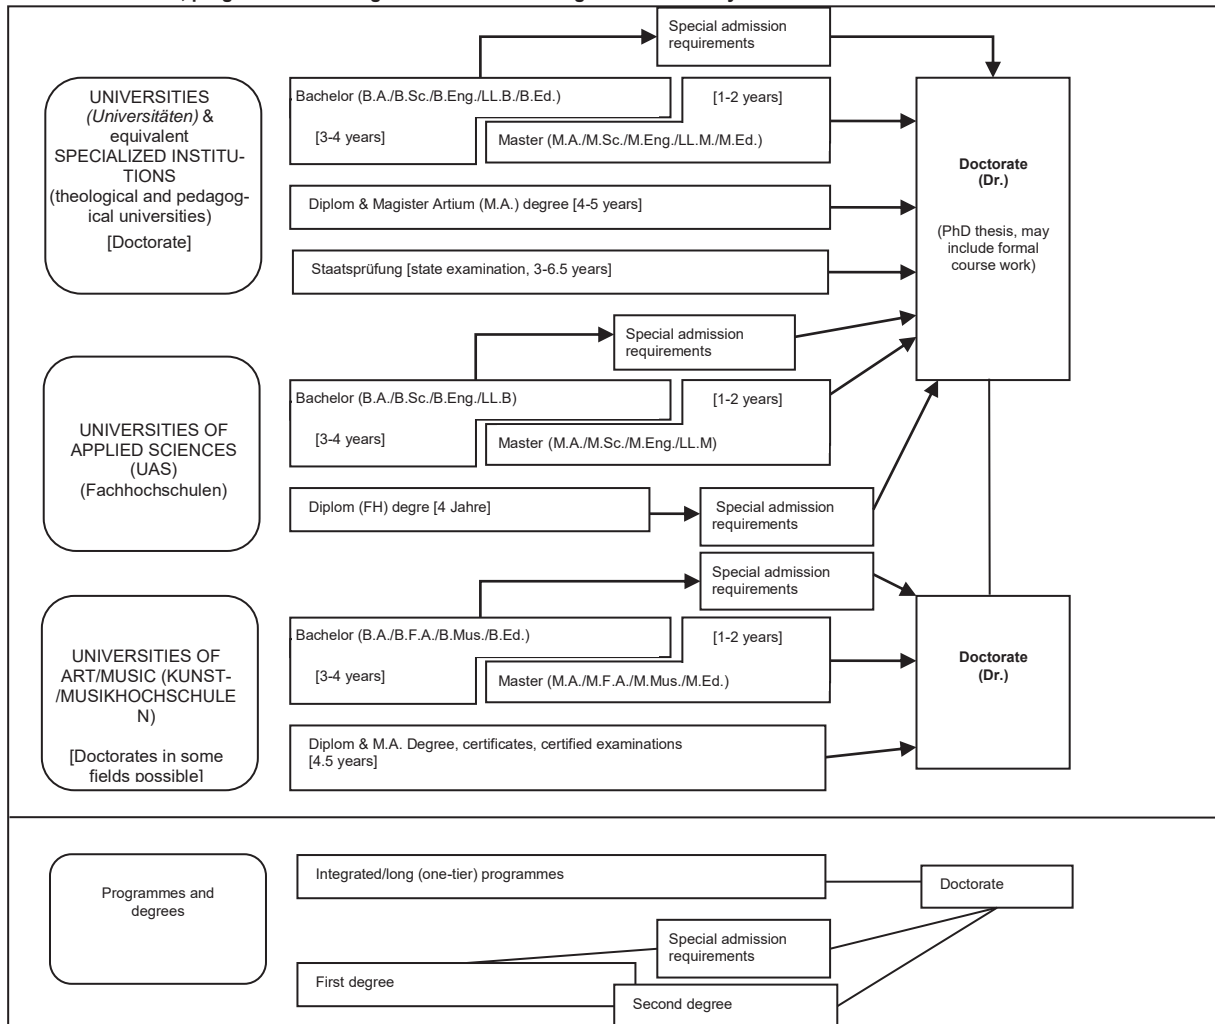 Special admission
requirements
UNIVERSITIES
(Universitäten) &
equivalent
SPECIALIZED INSTITU-
TIONS
(theological and pedagog-
ical universities)
[Doctorate]
Bachelor (B.A./B.Sc./B.Eng./LL.B./B.Ed.)
[1-2 years]
[3-4 years]
Master (M.A./M.Sc./M.Eng./LL.M./M.Ed.)
Diplom & Magister Artium (M.A.) degree [4-5 years]
Staatsprüfung [state examination, 3-6.5 years]
Doctorate
(Dr.)
(PhD thesis, may
include formal
course work)
Special admission
requirements
UNIVERSITIES OF
APPLIED SCIENCES
(UAS)
(Fachhochschulen)
Bachelor (B.A./B.Sc./B.Eng./LL.B)
[1-2 years]
[3-4 years]
Master (M.A./M.Sc./M.Eng./LL.M)
Diplom (FH) degre [4 Jahre]
Special admission
requirements
Special admission
requirements
UNIVERSITIES OF
ART/MUSIC (KUNST-
/MUSIKHOCHSCHULE
N)
[Doctorates in some
fields possible]
Bachelor (B.A./B.F.A./B.Mus./B.Ed.)
[1-2 years]
[3-4 years]
Master (M.A./M.F.A./M.Mus./M.Ed.)
Diplom & M.A. Degree, certificates, certified examinations
[4.5 years]
Doctorate
(Dr.)
Programmes and
degrees
Integrated/long (one-tier) programmes
Doctorate
Special admission
requirements
First degree
Second degree